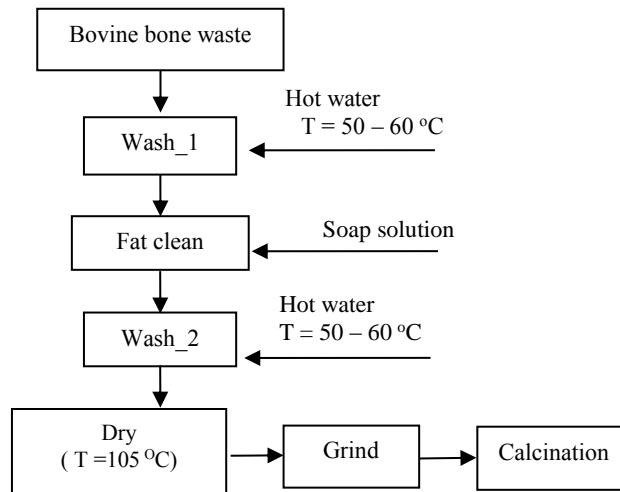 Bovine bone waste
Hot water
T = 50 – 60 °C
Wash_1
Fat clean
Soap solution
Hot water
T = 50 – 60 °C
Wash_2
Dry
( T =105 ᴼC)
Grind
Calcination